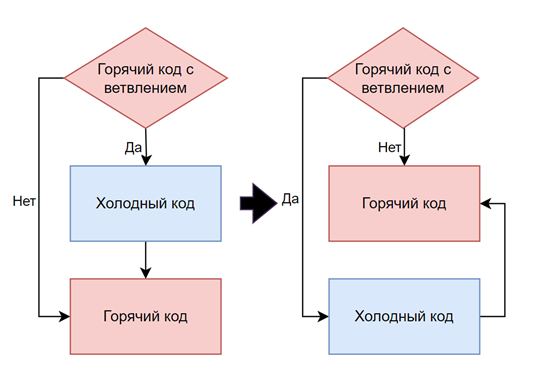 Горячий код с
ветвлением
Да
Нет
Холодный код
Горячий код
Горячий код с
ветвлением
Нет
Да
Горячий код
Холодный код